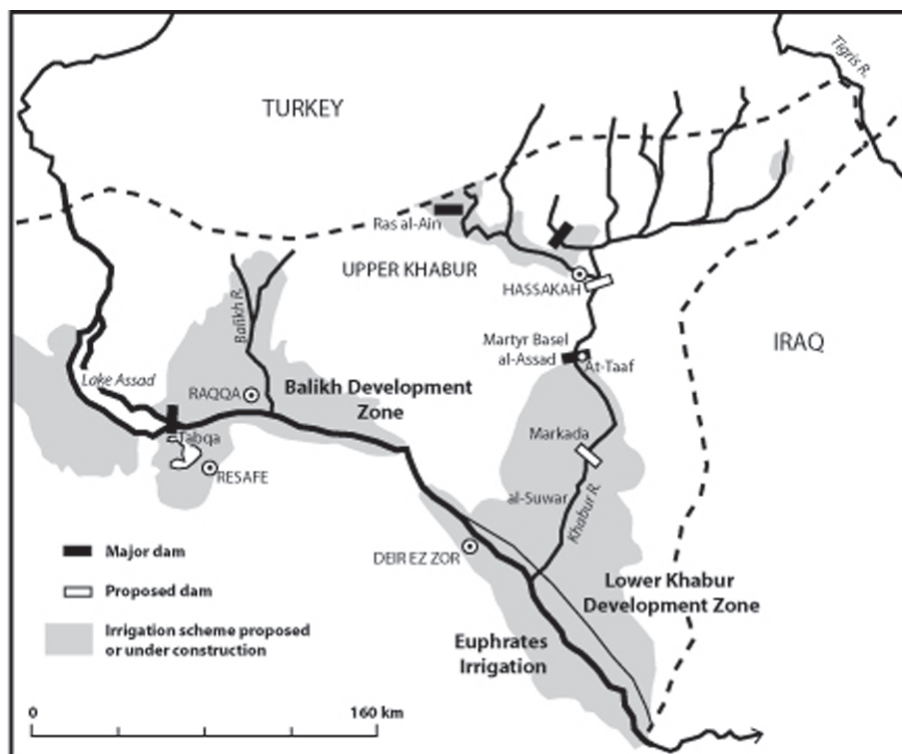 Tigris R.
TURKEY
Ras al-Ain
UPPER KHABUR
HASSAKAH
Balikh R.
IRAQ
Martyr Basel
al-Assad
At-Taaf
Lake Assad
RAQQA
Balikh Development
Zone
Tabqa
Markada
RESAFE
al-Suwar
Khabur R.
DEIR EZ ZOR
Major dam
Proposed dam
Lower Khabur
Development Zone
Irrigation scheme proposed
or under construction
Euphrates
Irrigation
0
160 km